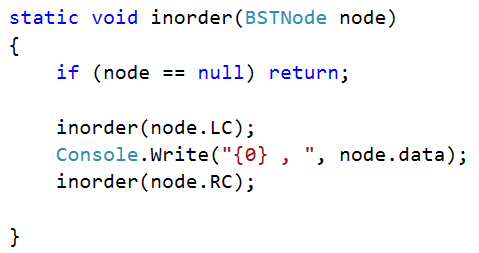 static void inorder(BSTNode node)
{
    if (node == null) return;

    inorder(node.LC);
    Console.Write("{0} , ", node.data);
    inorder(node.RC);

}